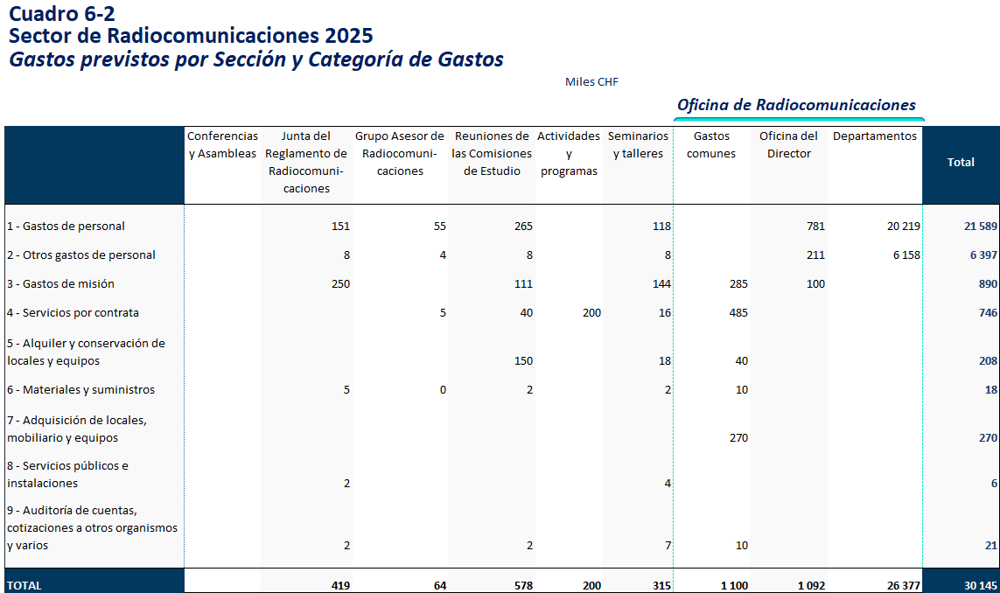 Cuadro 6-2
Sector de Radiocomunicaciones 2025
Gastos previstos por Sección y Categoría de Gastos
Miles CHF
Oficina de Radiocomunicaciones
Conferencias Junta del Grupo Asesor de Reuniones de Actividades Seminarios Gastos Oficina del Departamentos
y Asambleas Reglamento de Radiocomuni- las Comisiones y y talleres comunes Director Total
Radiocomuni- caciones de Estudio programas
caciones
1 - Gastos de personal 151 55 265 118 781 20 219 21 589
2 - Otros gastos de personal 8 4 8 8 211 6 158 6 397
3 - Gastos de misión 250 111 144 285 100 890
4 - Servicios por contrata 5 40 200 16 485 746
5 - Alquiler y conservación de
locales y equipos 150 18 40 208
6 - Materiales y suministros 5 0 2 2 10 18
7 - Adquisición de locales,
mobiliario y equipos 270 270
8 - Servicios públicos e
instalaciones 2 4 6
9 - Auditoría de cuentas,
cotizaciones a otros organismos
y varios 2 2 7 10 21
TOTAL 419 64 578 200 315 1 100 1 092 26 377 30 145